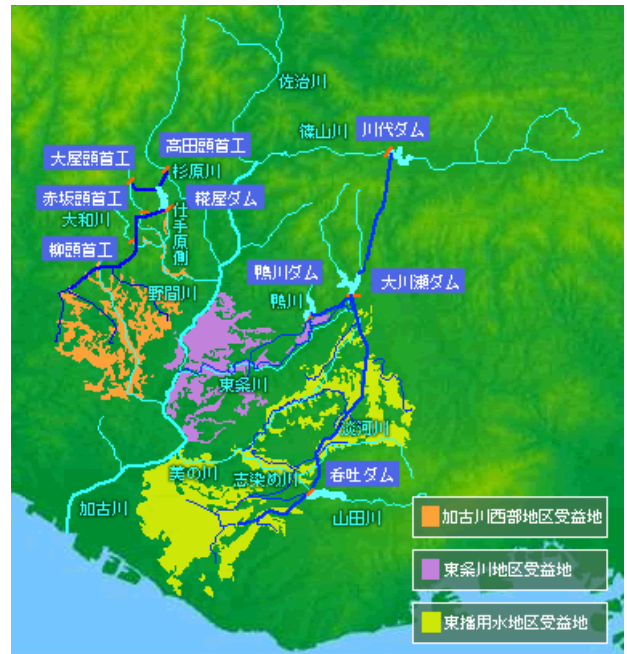 佐治川
篠山川
川代ダム
高田頭首工
大屋頭首工
杉原川
赤坂頭首工
糀屋ダム
大和川
仕手原側
柳頭首工
野間川
鴨川ダム
鴨川
大川瀬ダム
東条川
淡河川
美の川
志染め川
呑吐ダム
加古川
山田川
加古川西部地区受益地
東条川地区受益地
東播用水地区受益地